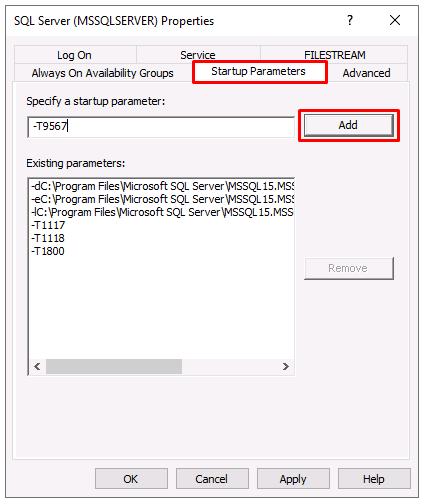 SQL Server (MSSQLSERVER) Properties ?
Log On Service FILESTREAM
Always On Availability Groups Startup Parameters Advanced
Specify a startup parameter:
-T9567 Add
Existing parameters:
-dC:\Program Files\Microsoft SQL Server\MSSQL15.MSS
-eC:\Program Files\Microsoft SQL Server\MSSQL15.MSS
-lC:\Program Files\Microsoft SQL Server\MSSQL15.MSS
-T1117
-T1118
-T1800
Remove
OK Cancel Apply Help